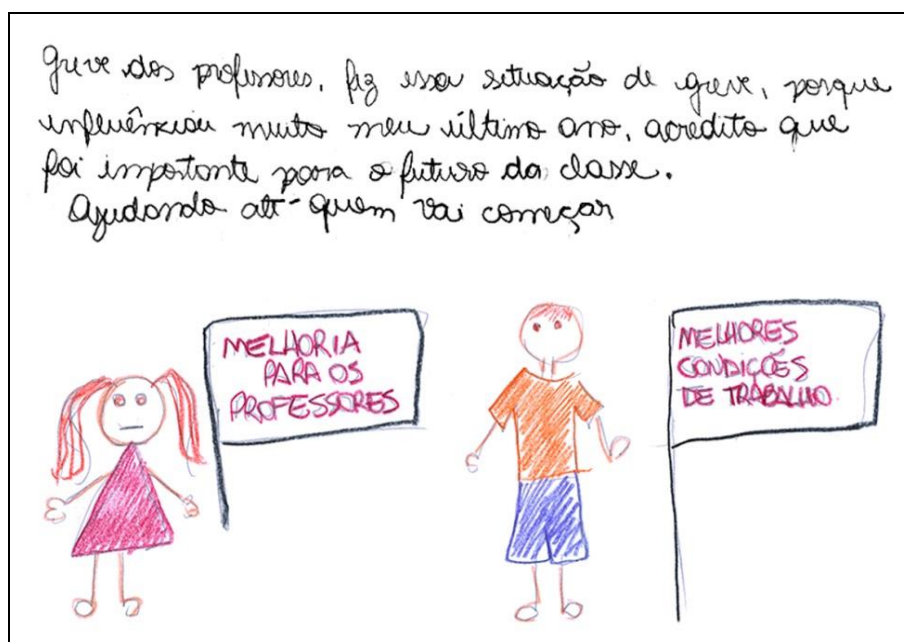 Greve dos professores. fiz essa situação de greve, porque
influênciou muito meu último ano, acredito que
foi importante para o futuro da classe.
Ajudando até quem vai começar
MELHORIA
PARA OS
PROFESSORES
MELHORES
CONDIÇÕES
DE TRABALHO.